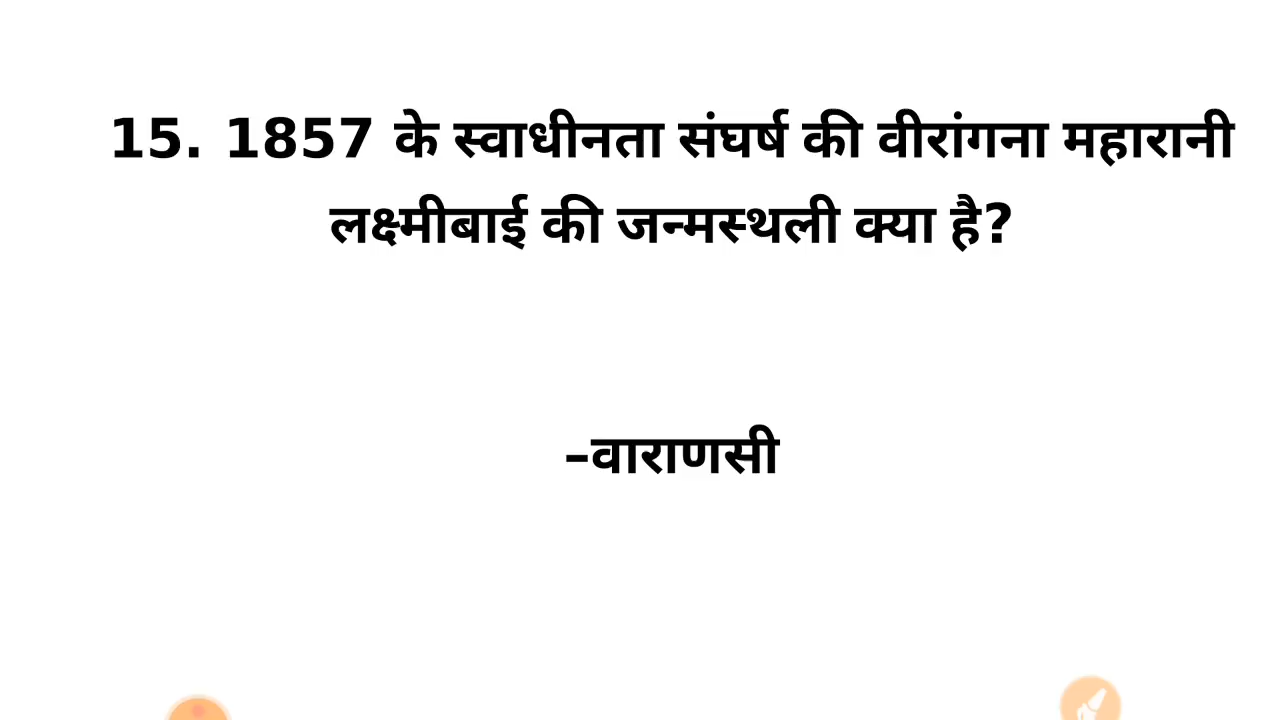 15. 1857 के स्वाधीनता संघर्ष की वीरांगना महारानी
लक्ष्मीबाई की जन्मस्थली क्या है?
–वाराणसी